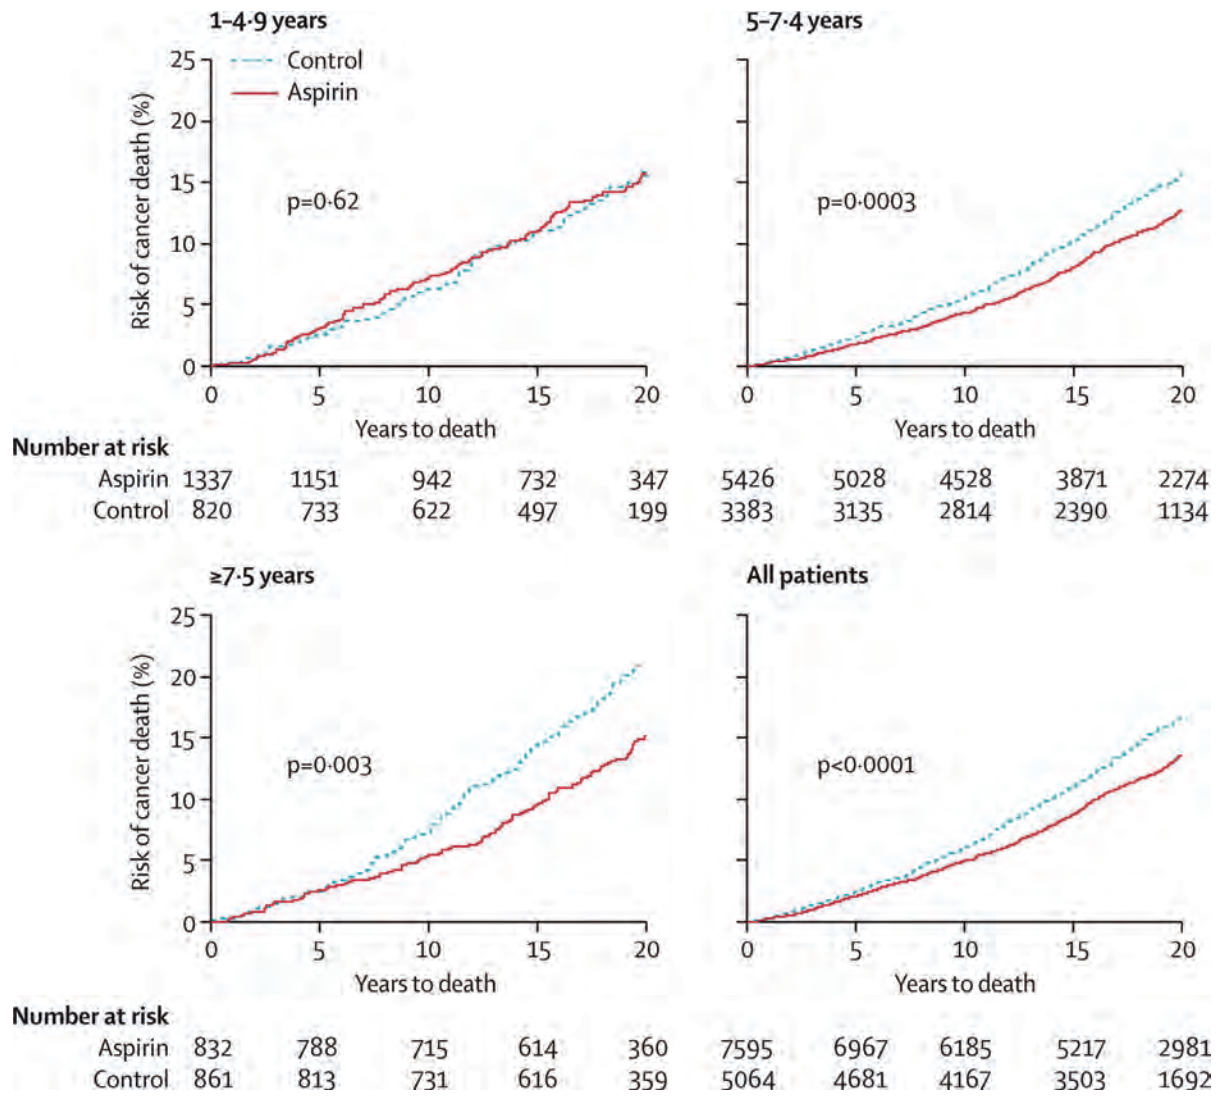 1–4·9 years
5–7·4 years
Control
Aspirin
Risk of cancer death (%)
25
20
15
10
5
0
p=0·62
p=0·0003
0 5 10 15 20
0 5 10 15 20
Years to death
Years to death
Number at risk
Aspirin 1337 1151 942 732 347 5426 5028 4528 3871 2274
Control 820 733 622 497 199 3383 3135 2814 2390 1134
≥7·5 years
All patients
Risk of cancer death (%)
25
20
15
10
5
0
p=0·003
p<0·0001
0 5 10 15 20
0 5 10 15 20
Years to death
Years to death
Number at risk
Aspirin 832 788 715 614 360 7595 6967 6185 5217 2981
Control 861 813 731 616 359 5064 4681 4167 3503 1692